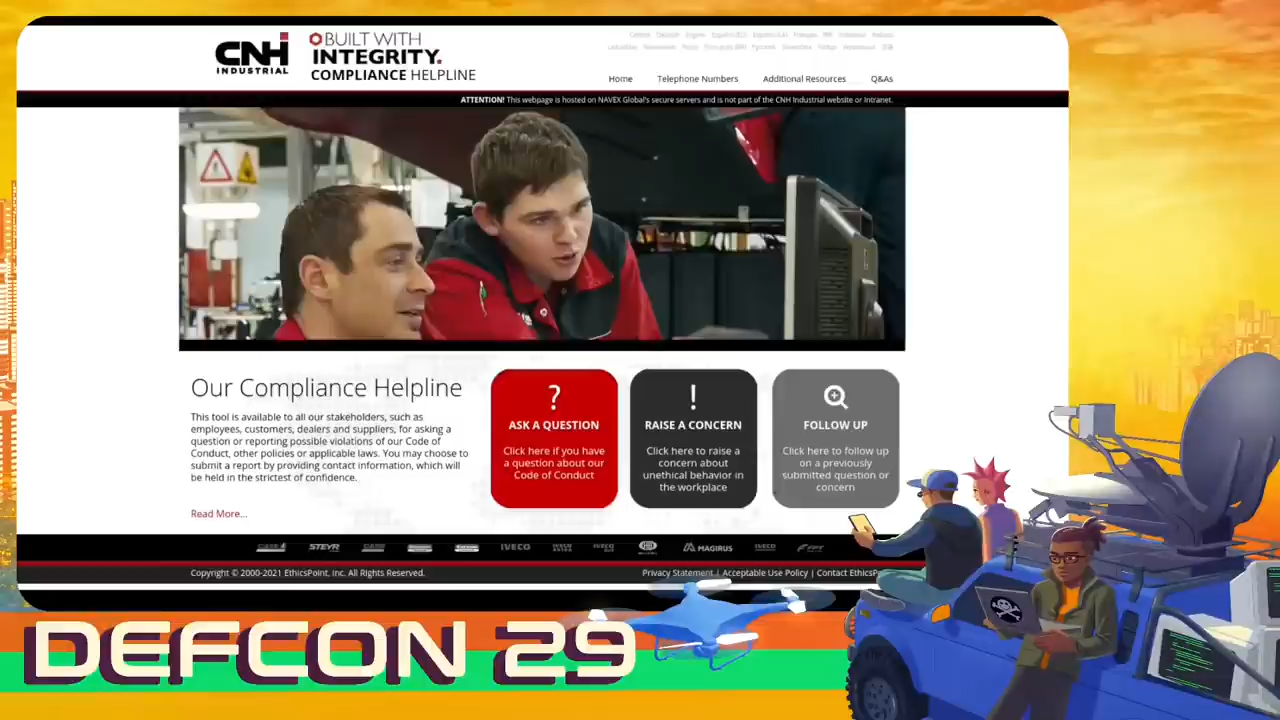 CNH
INDUSTRIAL
BUILT WITH
INTEGRITY.
COMPLIANCE HELPLINE
Home Telephone Numbers Additional Resources Q&As
ATTENTION! This webpage is hosted on NAVEX Global's secure servers and is not part of the CNH Industrial website or Intranet.
Our Compliance Helpline
This tool is available to all our stakeholders, such as
employees, customers, dealers and suppliers, for asking a
question or reporting possible violations of our Code of
Conduct, other policies or applicable laws. You may choose to
submit a report by providing contact information, which will
be held in the strictest of confidence.
Read More...
?
ASK A QUESTION
Click here if you have
a question about our
Code of Conduct
!
RAISE A CONCERN
Click here to raise a
concern about
unethical behavior in
the workplace
FOLLOW UP
Click here to follow up
on a previously
submitted question or
concern
STEYR IVECO MAGIRUS IVECO FPT
Copyright © 2000-2021 EthicsPoint, Inc. All Rights Reserved.
Privacy Statement | Acceptable Use Policy | Contact
DEFCON 29